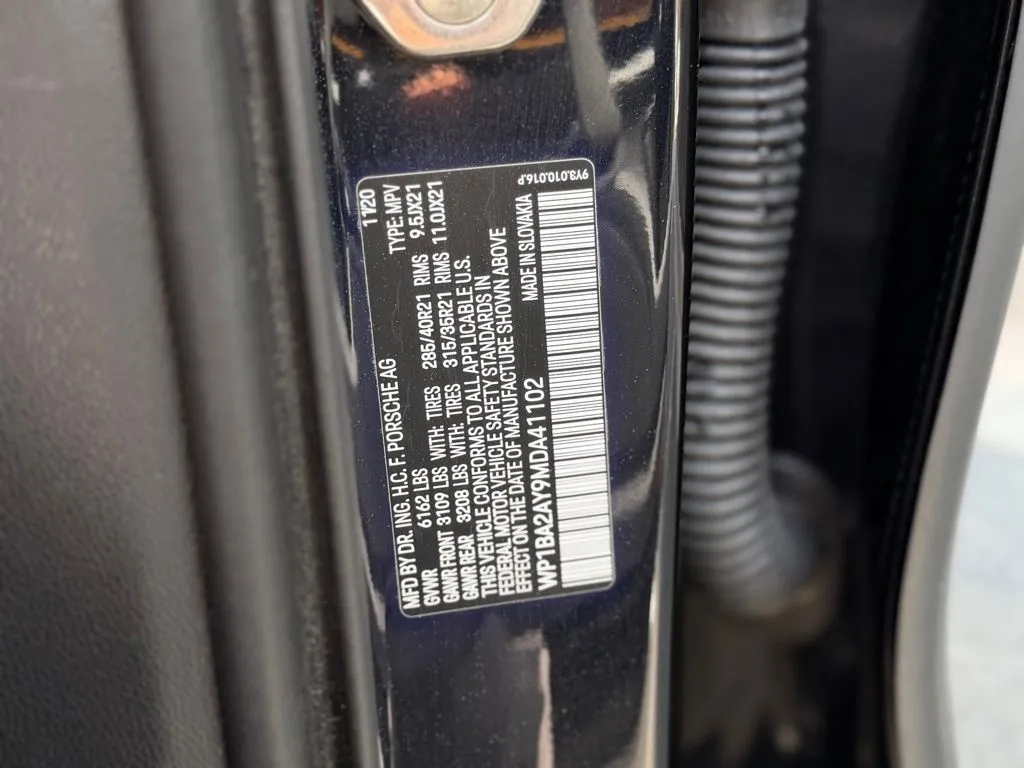 MFD BY DR. ING. H.C. F. PORSCHE AG 1120
GVWR 6162 LBS TYPE: MPV
GAWR FRONT 3109 LBS WITH: TIRES 285/40R21 RIMS 9.5JX21
GAWR REAR 3208 LBS WITH: TIRES 315/35R21 RIMS 11.0JX21
THIS VEHICLE CONFORMS TO ALL APPLICABLE U.S.
FEDERAL MOTOR VEHICLE SAFETY STANDARDS IN
EFFECT ON THE DATE OF MANUFACTURE SHOWN ABOVE
WP1BA2AY9MDA41102 MADE IN SLOVAKIA
9Y3.010.016.P